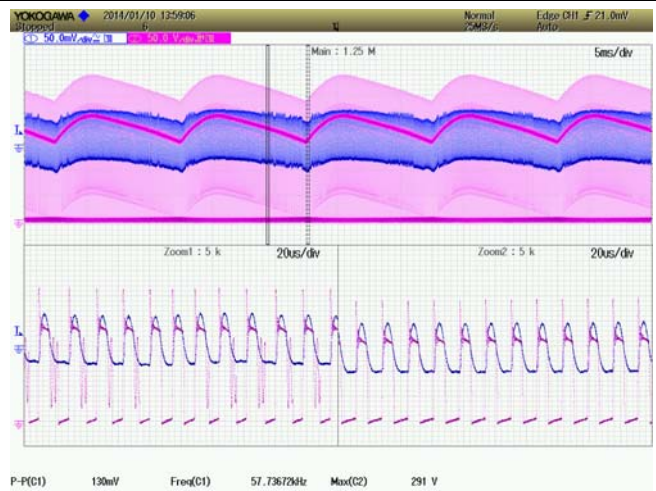 YOKOGAWA 2014/01/10 13:59:06 Normal Edge CH1 21.0mV
Stopped 6 25MS/s Auto
50.0mV 50.0 V
Main : 1.25 M 5ms/div
Zoom1 : 5 k 20us/div Zoom2 : 5 k 20us/div
P-P(C1) 130mV Freq(C1) 57.73672kHz Max(C2) 291 V